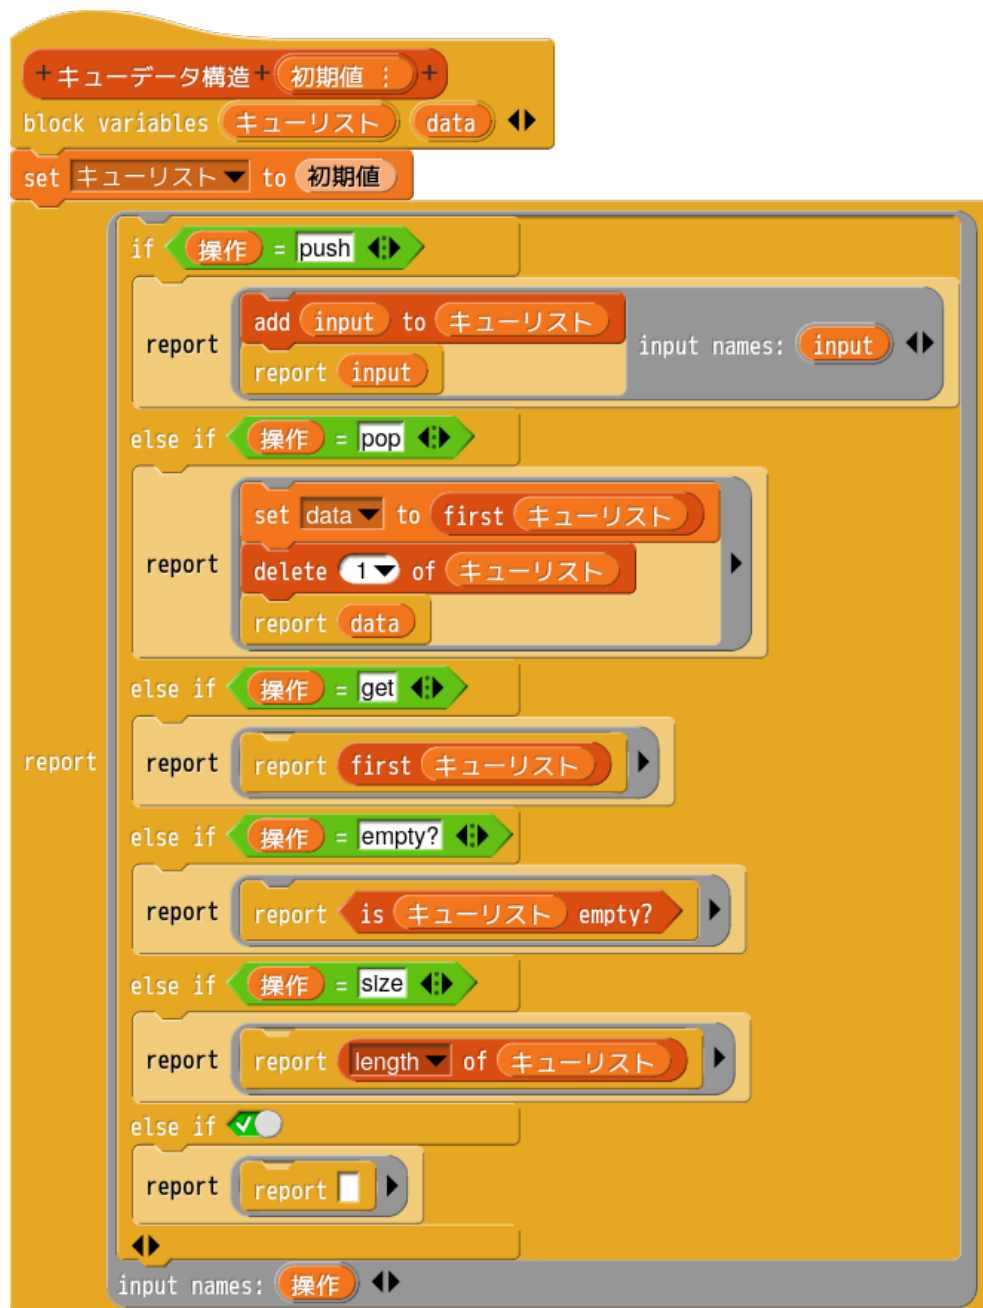 +キューデータ構造+初期値⋮+
block variables キューリスト data
set キューリスト to 初期値
if 操作 = push
report add input to キューリスト input names: input
report input
else if 操作 = pop
set data to first キューリスト
report delete 1 of キューリスト
report data
else if 操作 = get
report report report first キューリスト
else if 操作 = empty?
report report is キューリスト empty?
else if 操作 = size
report report length of キューリスト
else if
report report
input names: 操作